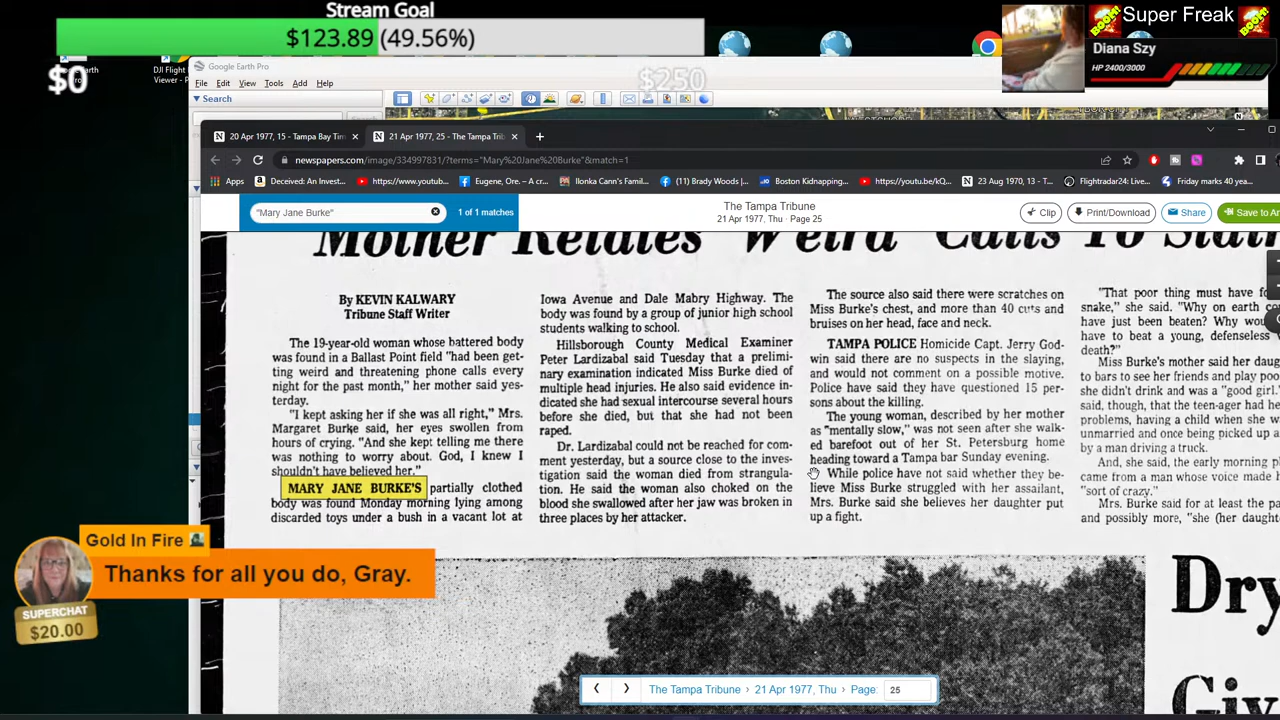 Stream Goal
$123.89 (49.56%)
$0
$250
Super Freak
Diana Szy
HP 2400/3000
Google Earth Pro
File Edit View Tools Add Help
Search
20 Apr 1977, 15 - Tampa Bay Tim
21 Apr 1977, 25 - The Tampa Trib
newspapers.com/image/334997831/?terms="Mary%20Jane%20Burke"&match=1
Apps
Deceived: An Invest...
https://www.youtub...
Eugene, Ore. – A cr...
Ilonka Cann's Famil...
(11) Brady Woods |...
Boston Kidnapping...
https://youtu.be/kQ...
23 Aug 1970, 13 - T...
Flightradar24: Live...
Friday marks 40 yea...
"Mary Jane Burke"
1 of 1 matches
The Tampa Tribune
21 Apr 1977, Thu • Page 25
Clip
Print/Download
Share
Save to An
Mother Relates 'Weird' Calls To Slain
By KEVIN KALWARY
Tribune Staff Writer
The 19-year-old woman whose battered body
was found in a Ballast Point field "had been get-
ting weird and threatening phone calls every
night for the past month," her mother said yes-
terday.
"I kept asking her if she was all right," Mrs.
Margaret Burke said, her eyes swollen from
hours of crying. "And she kept telling me there
was nothing to worry about. God, I knew I
shouldn't have believed her."
MARY JANE BURKE'S partially clothed
body was found Monday morning lying among
discarded toys under a bush in a vacant lot at
Iowa Avenue and Dale Mabry Highway. The
body was found by a group of junior high school
students walking to school.
Hillsborough County Medical Examiner
Peter Lardizabal said Tuesday that a prelimi-
nary examination indicated Miss Burke died of
multiple head injuries. He also said evidence in-
dicated she had sexual intercourse several hours
before she died, but that she had not been
raped.
Dr. Lardizabal could not be reached for com-
ment yesterday, but a source close to the inves-
tigation said the woman died from strangula-
tion. He said the woman also choked on the
blood she swallowed after her jaw was broken in
three places by her attacker.
The source also said there were scratches on
Miss Burke's chest, and more than 40 cuts and
bruises on her head, face and neck.
TAMPA POLICE Homicide Capt. Jerry God-
win said there are no suspects in the slaying,
and would not comment on a possible motive.
Police have said they have questioned 15 per-
sons about the killing.
The young woman, described by her mother
as "mentally slow," was not seen after she walk-
ed barefoot out of her St. Petersburg home
heading toward a Tampa bar Sunday evening.
While police have not said whether they be-
lieve Miss Burke struggled with her assailant,
Mrs. Burke said she believes her daughter put
up a fight.
"That poor thing must have fo
snake," she said. "Why on earth c
have just been beaten? Why wou
have to beat a young, defenseless
death?"
Miss Burke's mother said her dau
to bars to see her friends and play poo
she didn't drink and was a "good girl."
said, though, that the teen-ager had h
problems, having a child when she w
unmarried and once being picked up a
by a man driving a truck.
And, she said, the early morning p
came from a man whose voice made h
"sort of crazy."
Mrs. Burke said for at least the pa
and possibly more, "she (her daught
Dry
Giv
Gold In Fire
Thanks for all you do, Gray.
SUPERCHAT
$20.00
The Tampa Tribune › 21 Apr 1977, Thu › Page: 25